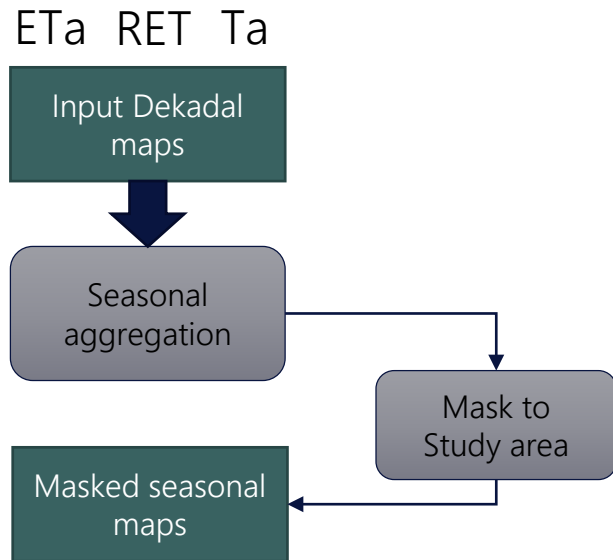 ETa RET Ta
Input Dekadal
maps
Seasonal
aggregation
Mask to
Study area
Masked seasonal
maps